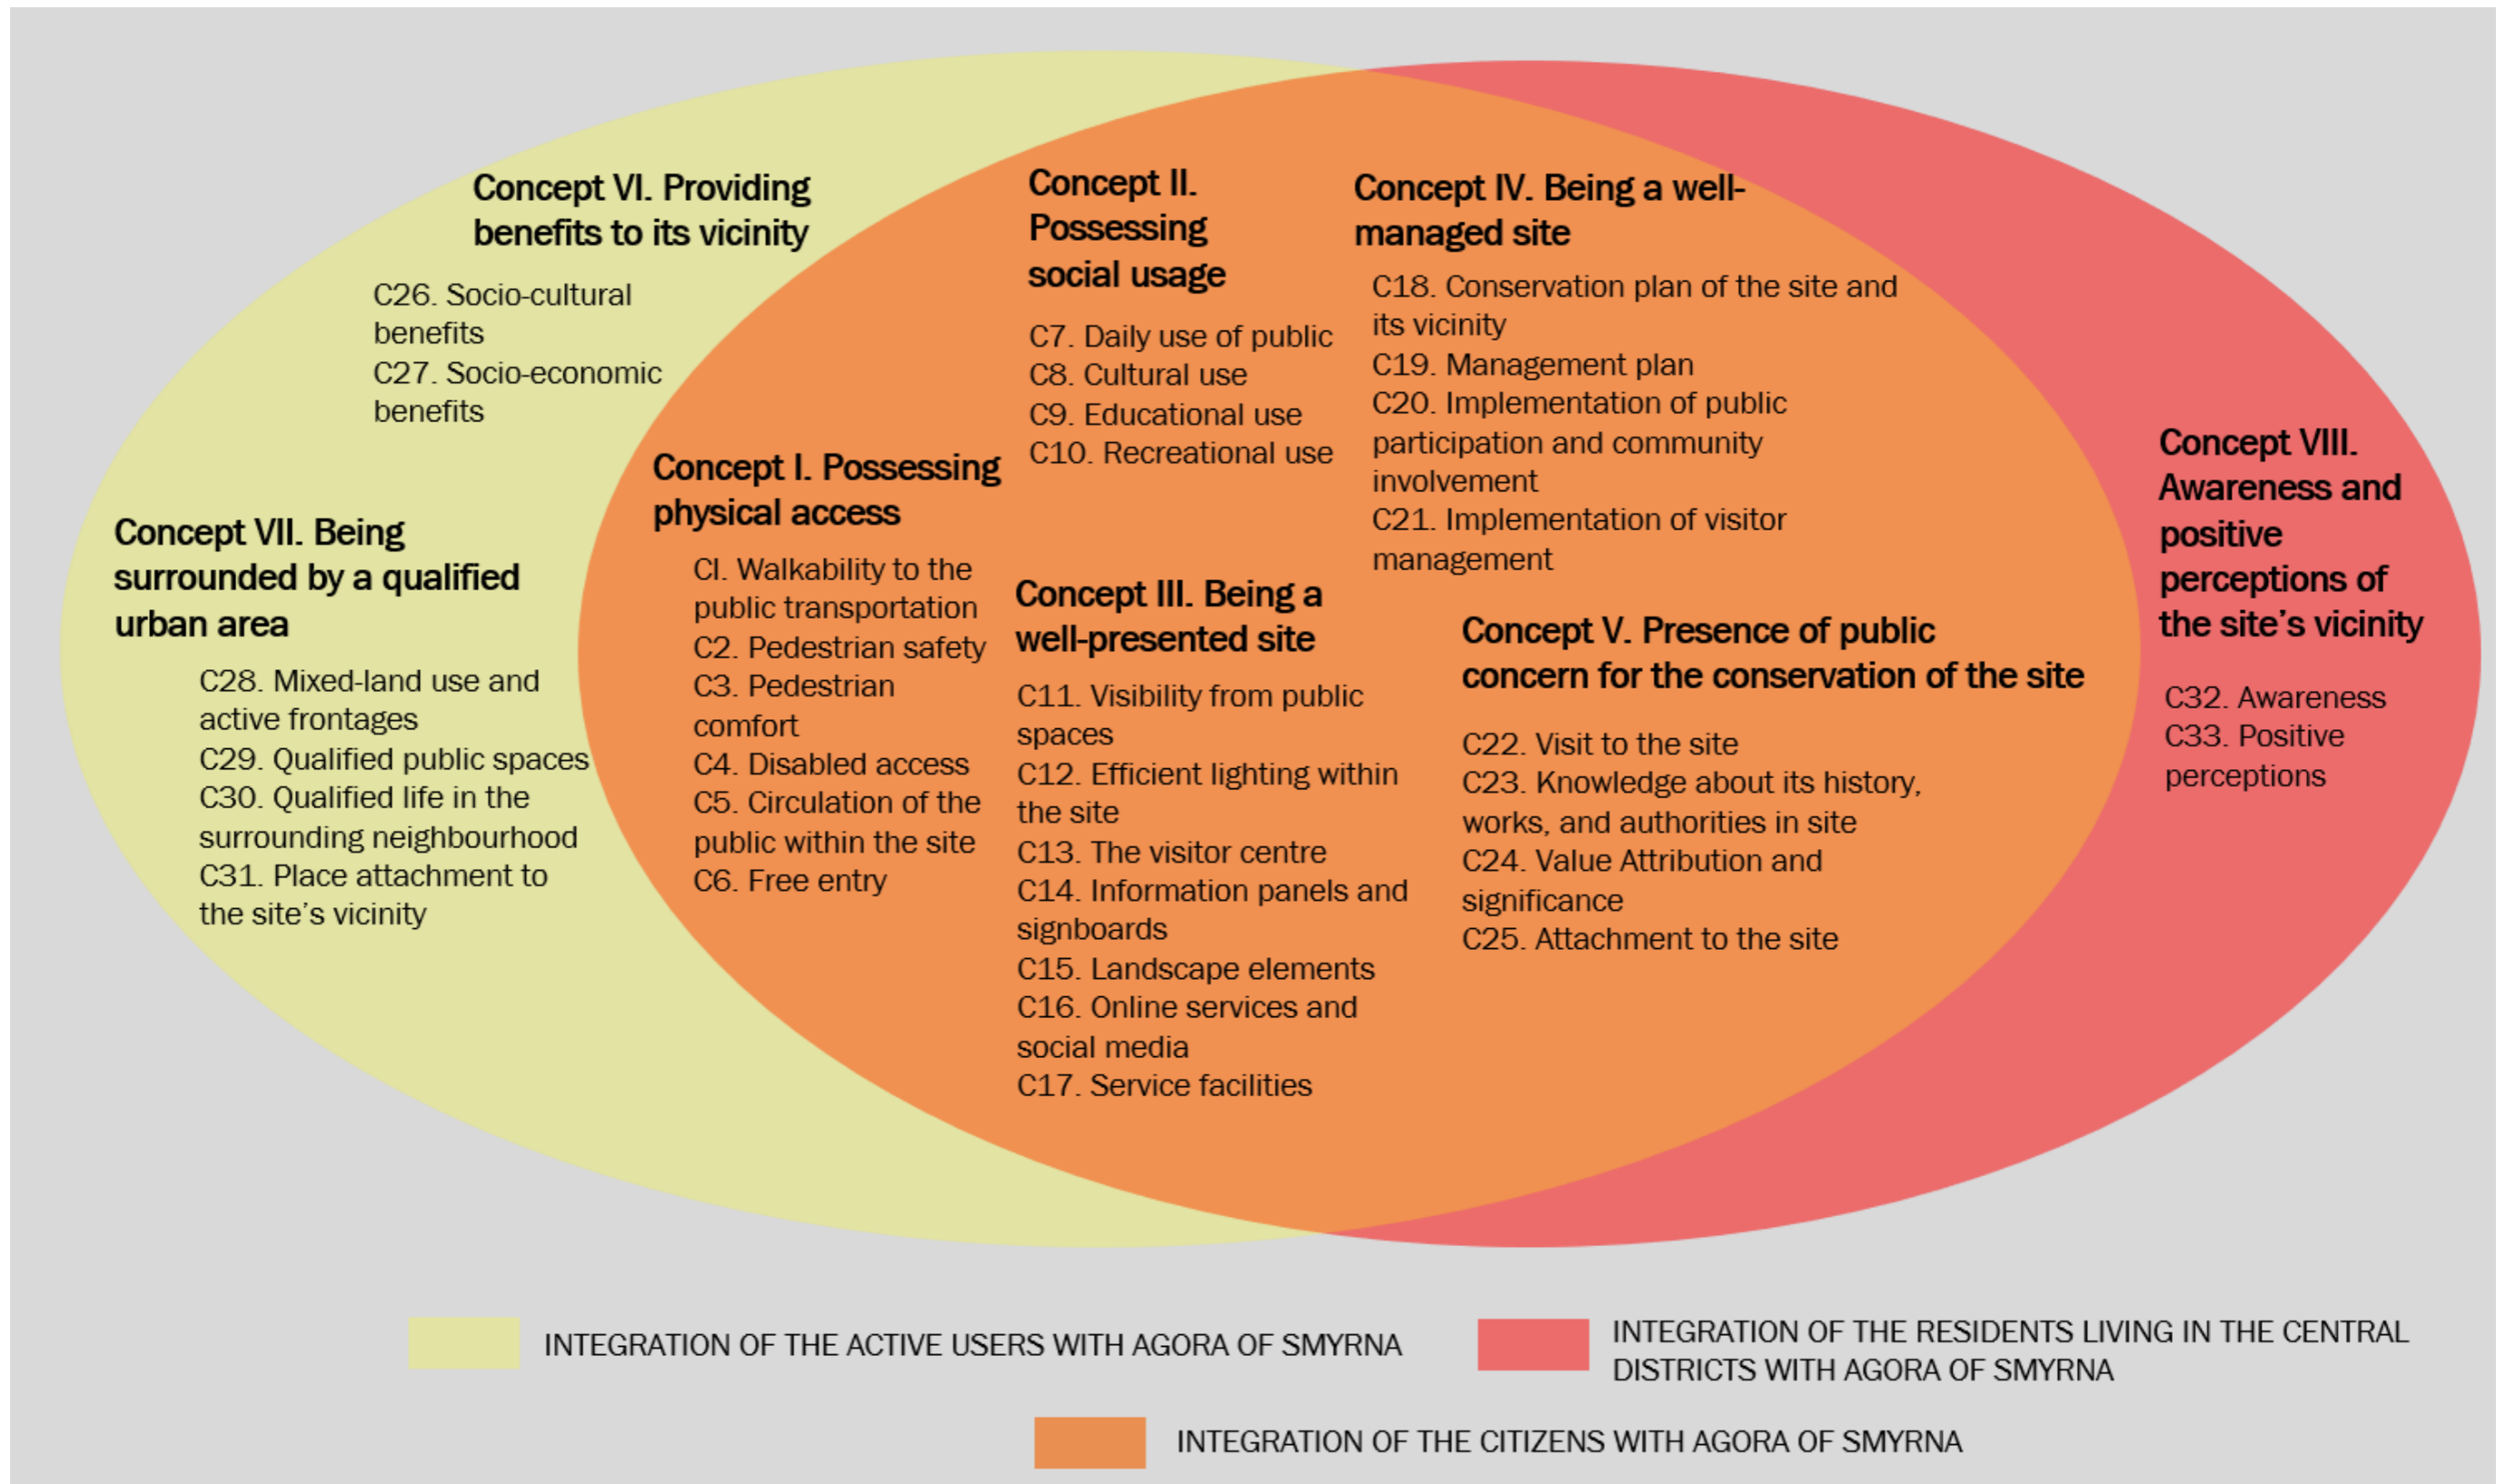 Concept VI. Providing
benefits to its vicinity
C26. Socio-cultural
benefits
C27. Socio-economic
benefits
Concept VII. Being
surrounded by a qualified
urban area
C28. Mixed-land use and
active frontages
C29. Qualified public spaces
C30. Qualified life in the
surrounding neighbourhood
C31. Place attachment to
the site's vicinity
Concept I. Possessing
physical access
CI. Walkability to the
public transportation
C2. Pedestrian safety
C3. Pedestrian
comfort
C4. Disabled access
C5. Circulation of the
public within the site
C6. Free entry
Concept II.
Possessing
social usage
C7. Daily use of public
C8. Cultural use
C9. Educational use
C10. Recreational use
Concept III. Being a
well-presented site
C11. Visibility from public
spaces
C12. Efficient lighting within
the site
C13. The visitor centre
C14. Information panels and
signboards
C15. Landscape elements
C16. Online services and
social media
C17. Service facilities
Concept IV. Being a well-
managed site
C18. Conservation plan of the site and
its vicinity
C19. Management plan
C20. Implementation of public
participation and community
involvement
C21. Implementation of visitor
management
Concept V. Presence of public
concern for the conservation of the site
C22. Visit to the site
C23. Knowledge about its history,
works, and authorities in site
C24. Value Attribution and
significance
C25. Attachment to the site
Concept VIII.
Awareness and
positive
perceptions of
the site's vicinity
C32. Awareness
C33. Positive
perceptions
INTEGRATION OF THE ACTIVE USERS WITH AGORA OF SMYRNA
INTEGRATION OF THE RESIDENTS LIVING IN THE CENTRAL
DISTRICTS WITH AGORA OF SMYRNA
INTEGRATION OF THE CITIZENS WITH AGORA OF SMYRNA